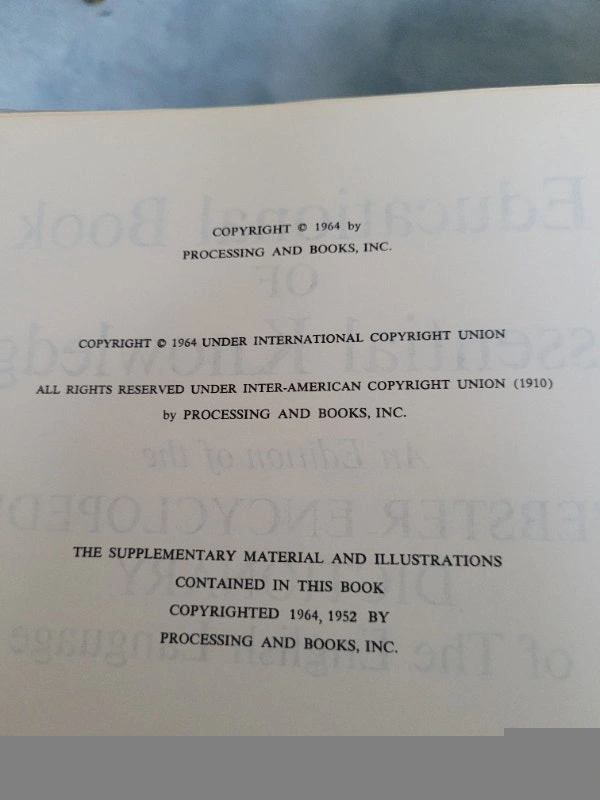 COPYRIGHT © 1964 by
PROCESSING AND BOOKS, INC.
COPYRIGHT © 1964 UNDER INTERNATIONAL COPYRIGHT UNION
ALL RIGHTS RESERVED UNDER INTER-AMERICAN COPYRIGHT UNION (1910)
by PROCESSING AND BOOKS, INC.
THE SUPPLEMENTARY MATERIAL AND ILLUSTRATIONS
CONTAINED IN THIS BOOK
COPYRIGHTED 1964, 1952 BY
PROCESSING AND BOOKS, INC.